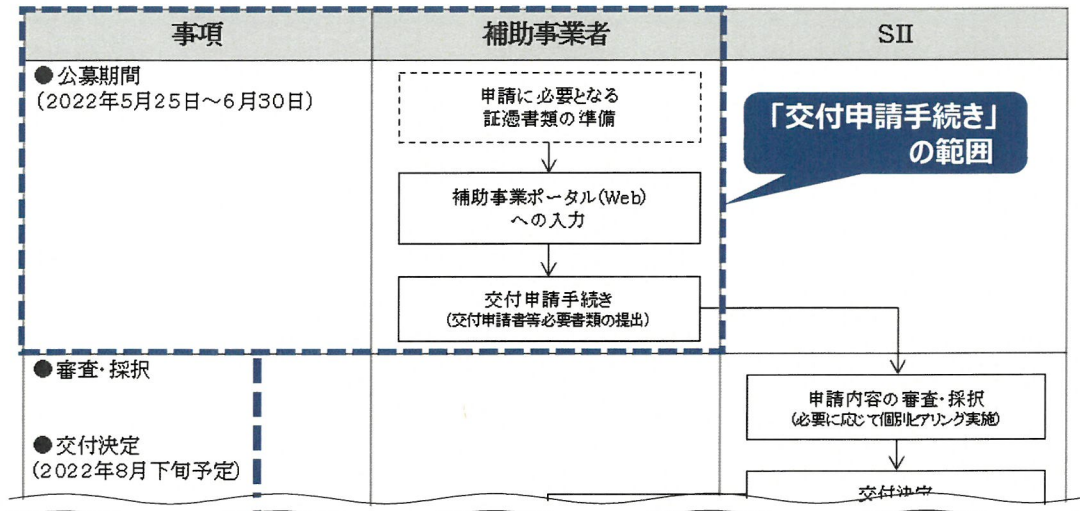 事項
補助事業者
SII
●公募期間
(2022年5月25日～6月30日)
申請に必要となる
証憑書類の準備
「交付申請手続き」
の範囲
補助事業ポータル(Web)
への入力
交付申請手続き
(交付申請書等必要書類の提出)
●審査・採択
申請内容の審査・採択
(必要に応じて個別ヒアリング実施)
●交付決定
(2022年8月下旬予定)
交付決定